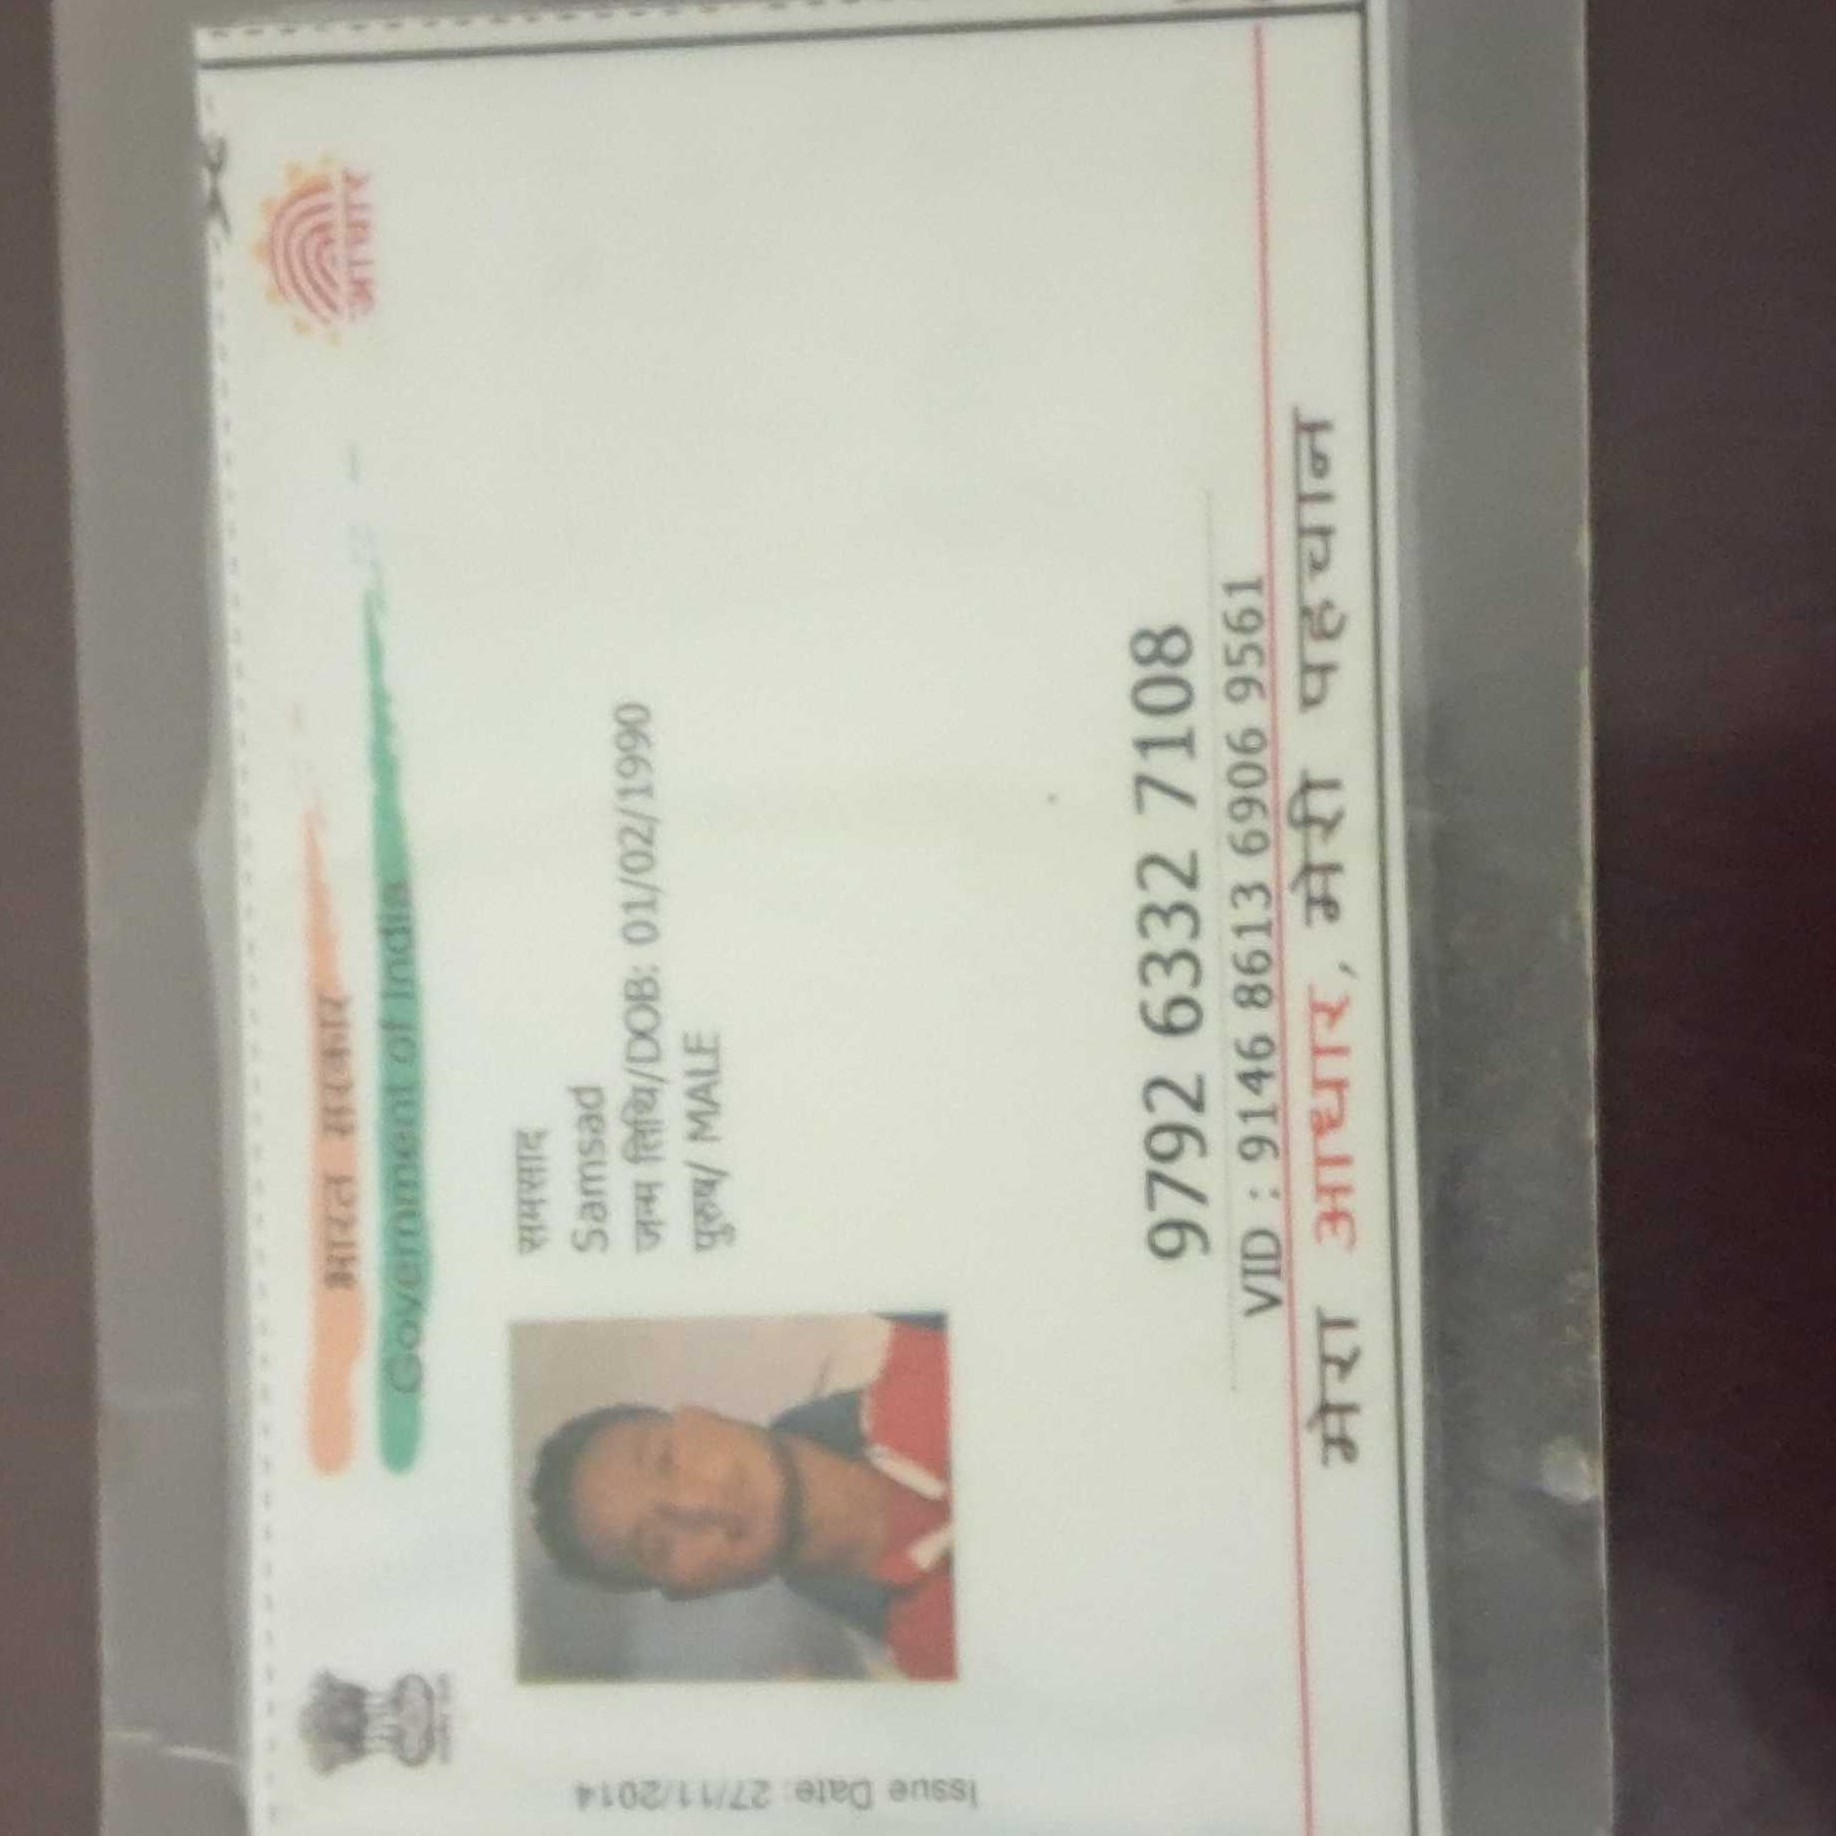 भारत सरकार
Government of India
आधार
Issue Date: 27/11/2014
समसाद
Samsad
जन्म तिथि/DOB: 01/02/1990
पुरुष/ MALE
9792 6332 7108
VID : 9146 8613 6906 9561
मेरा आधार, मेरी पहचान